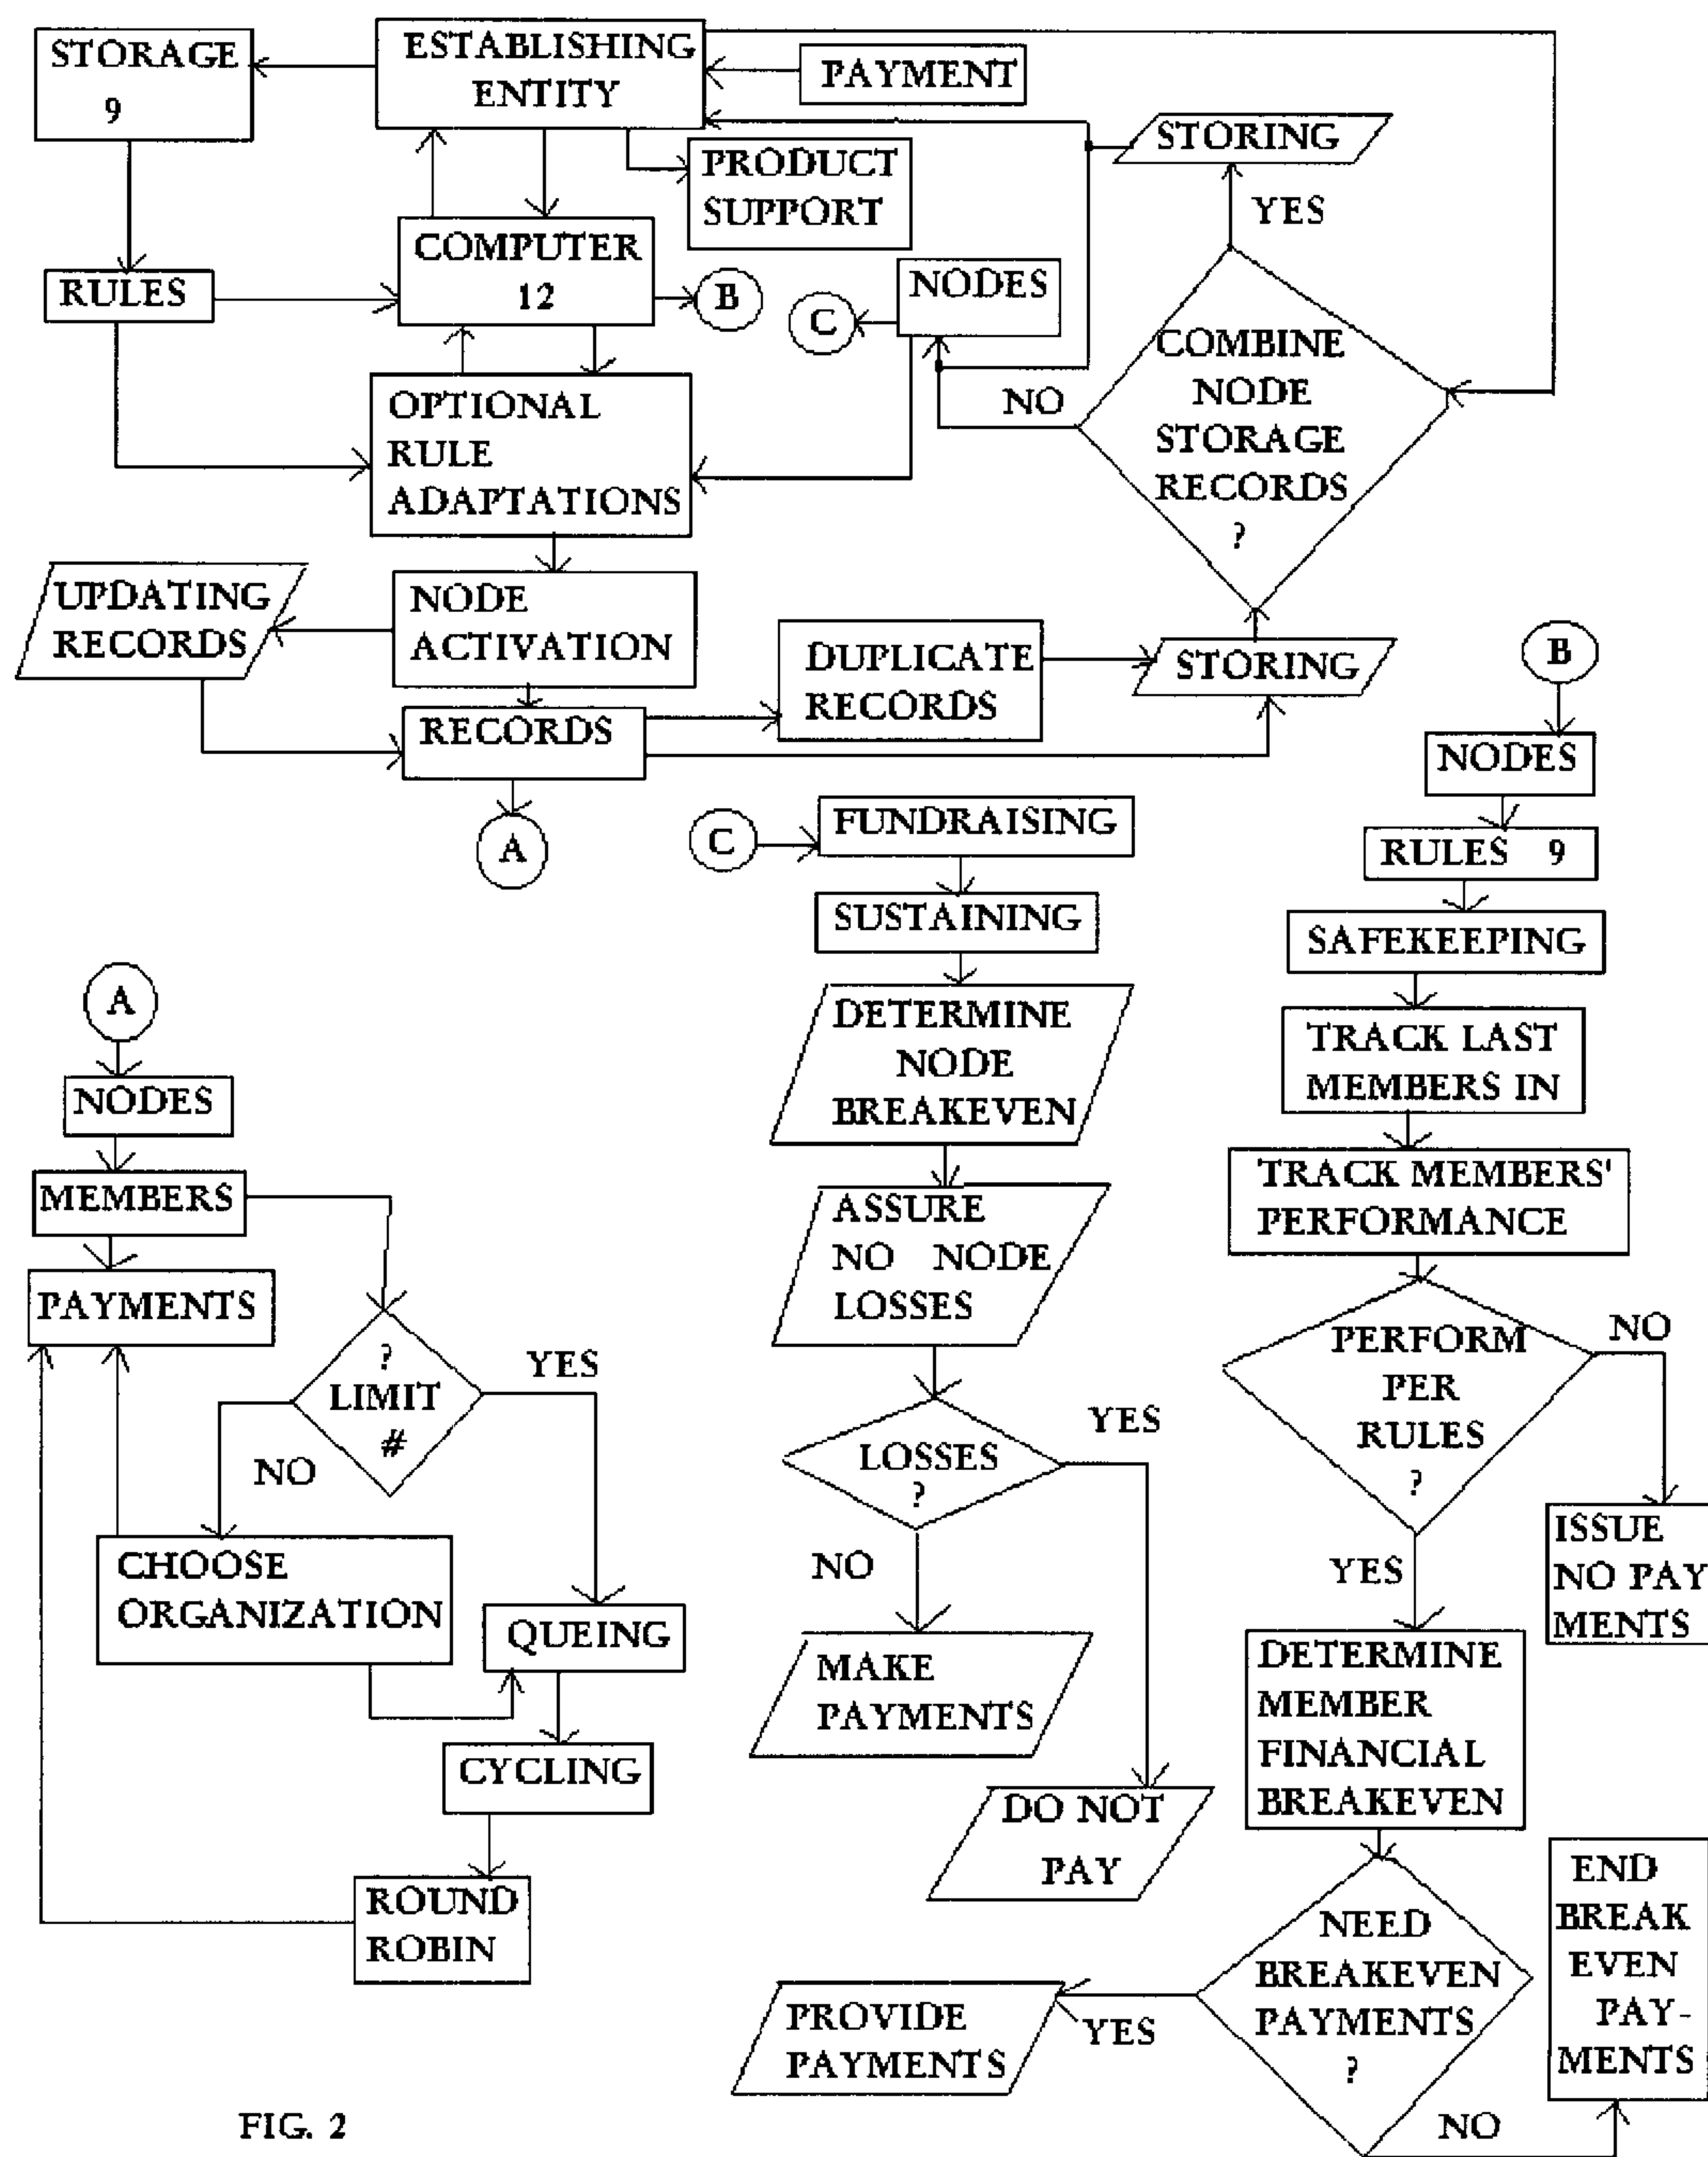 STORAGE
9
ESTABLISHING
ENTITY
PAYMENT
STORING
PRODUCT
SUPPORT
YES
COMPUTER
12
B
RULES
NODES
C
COMBINE
NODE
STORAGE
RECORDS
?
NO
OPTIONAL
RULE
ADAPTATIONS
UPDATING
RECORDS
NODE
ACTIVATION
DUPLICATE
RECORDS
STORING
RECORDS
A
B
NODES
RULES 9
SAFEKEEPING
TRACK LAST
MEMBERS IN
TRACK MEMBERS'
PERFORMANCE
PERFORM
PER
RULES
?
NO
ISSUE
NO PAY
MENTS
YES
DETERMINE
MEMBER
FINANCIAL
BREAKEVEN
NEED
BREAKEVEN
PAYMENTS
?
YES
PROVIDE
PAYMENTS
NO
END
BREAK
EVEN
PAY-
MENTS
C
FUNDRAISING
SUSTAINING
DETERMINE
NODE
BREAKEVEN
ASSURE
NO NODE
LOSSES
LOSSES
?
YES
NO
MAKE
PAYMENTS
DO NOT
PAY
A
NODES
MEMBERS
PAYMENTS
?
LIMIT
#
YES
NO
CHOOSE
ORGANIZATION
QUEING
CYCLING
ROUND
ROBIN
FIG. 2